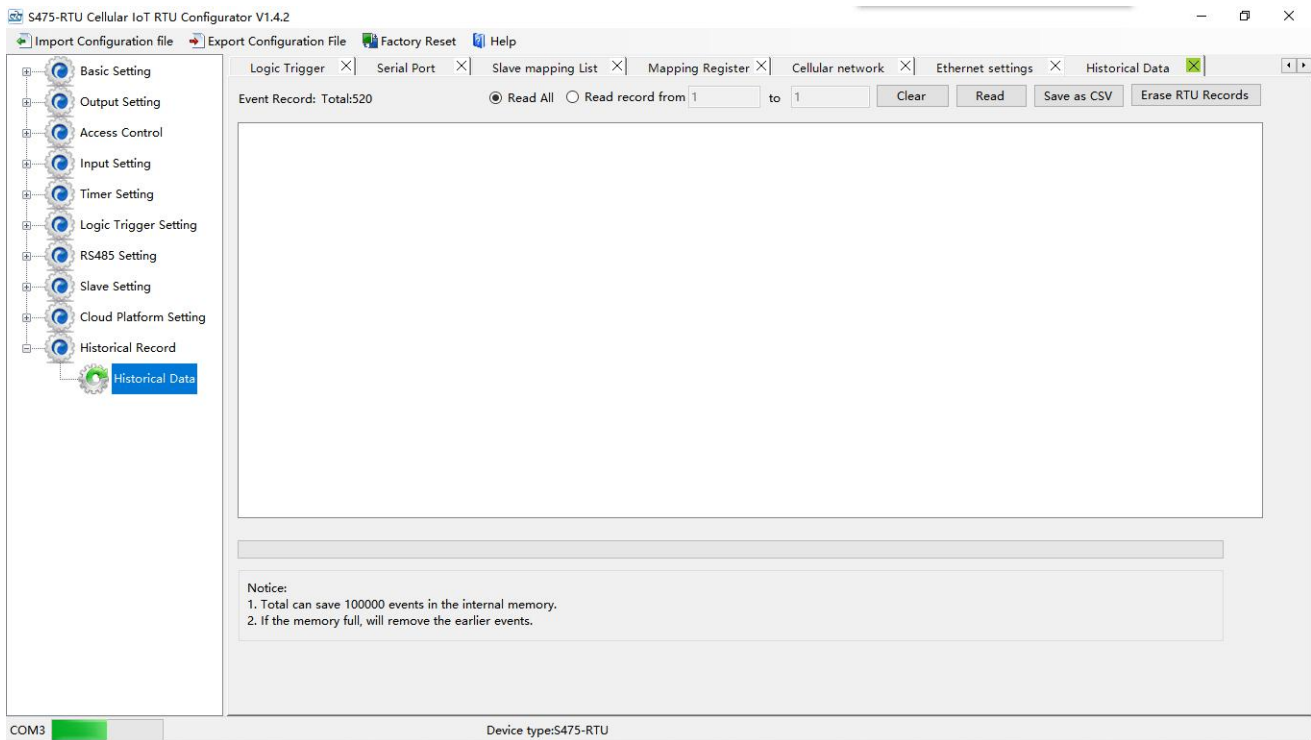 S475-RTU Cellular IoT RTU Configurator V1.4.2
Import Configuration file Export Configuration File Factory Reset Help
Basic Setting
Output Setting
Access Control
Input Setting
Timer Setting
Logic Trigger Setting
RS485 Setting
Slave Setting
Cloud Platform Setting
Historical Record
Historical Data
Logic Trigger Serial Port Slave mapping List Mapping Register Cellular network Ethernet settings Historical Data
Event Record: Total:520 Read All Read record from 1 to 1 Clear Read Save as CSV Erase RTU Records
Notice:
1. Total can save 100000 events in the internal memory.
2. If the memory full, will remove the earlier events.
COM3 Device type:S475-RTU